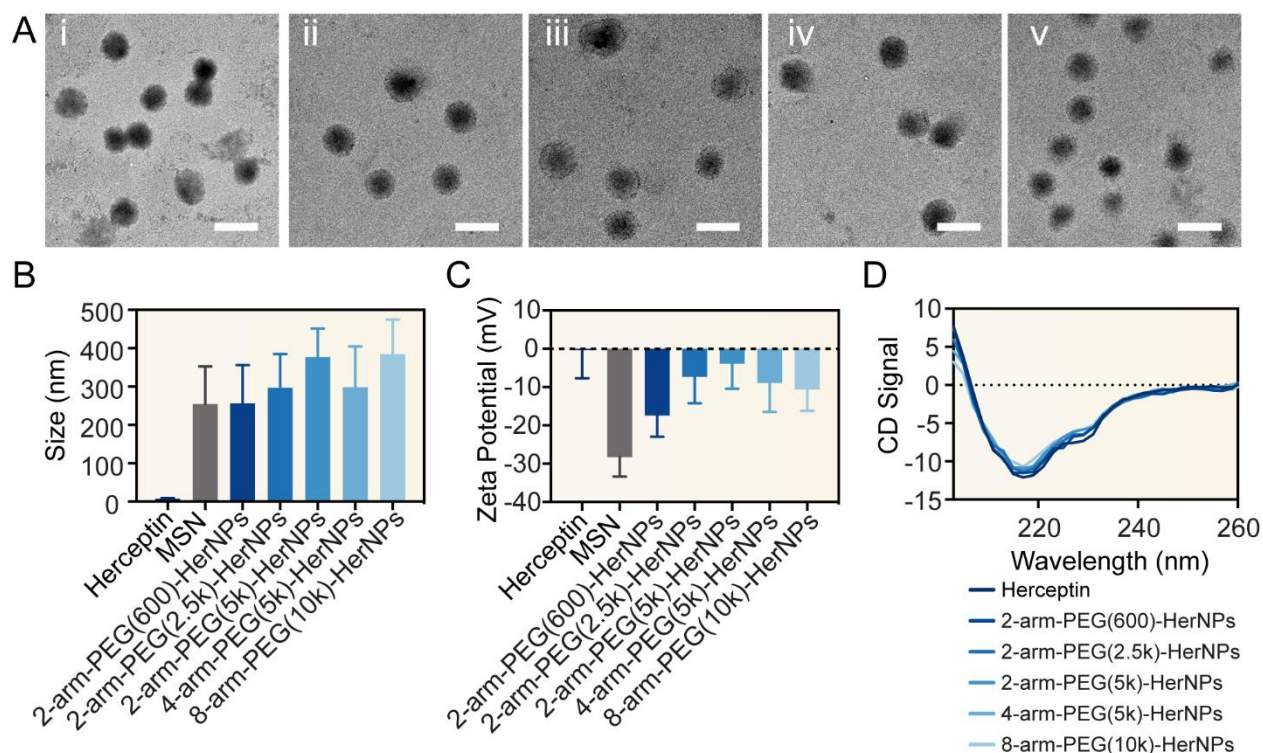 A
i
ii
iii
iv
v
B
Size (nm)
500
400
300
200
100
0
Herceptin
MSN
2-arm-PEG(600)-HerNPs
2-arm-PEG(2.5k)-HerNPs
2-arm-PEG(5k)-HerNPs
4-arm-PEG(5k)-HerNPs
8-arm-PEG(10k)-HerNPs
C
Zeta Potential (mV)
10
0
-10
-20
-30
-40
Herceptin
MSN
2-arm-PEG(600)-HerNPs
2-arm-PEG(2.5k)-HerNPs
2-arm-PEG(5k)-HerNPs
4-arm-PEG(5k)-HerNPs
8-arm-PEG(10k)-HerNPs
D
CD Signal
10
5
0
-5
-10
-15
220
240
260
Wavelength (nm)
Herceptin
2-arm-PEG(600)-HerNPs
2-arm-PEG(2.5k)-HerNPs
2-arm-PEG(5k)-HerNPs
4-arm-PEG(5k)-HerNPs
8-arm-PEG(10k)-HerNPs